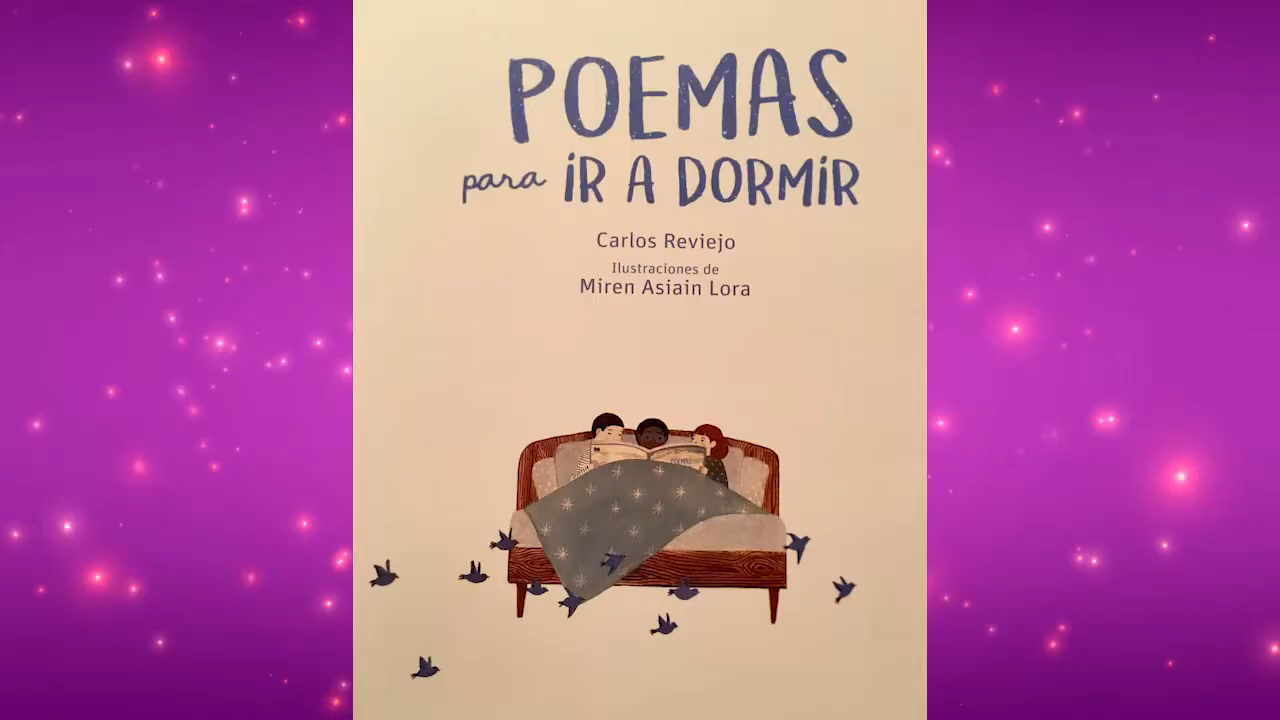 POEMAS
para iR A DORMiR
Carlos Reviejo
Ilustraciones de
Miren Asiain Lora